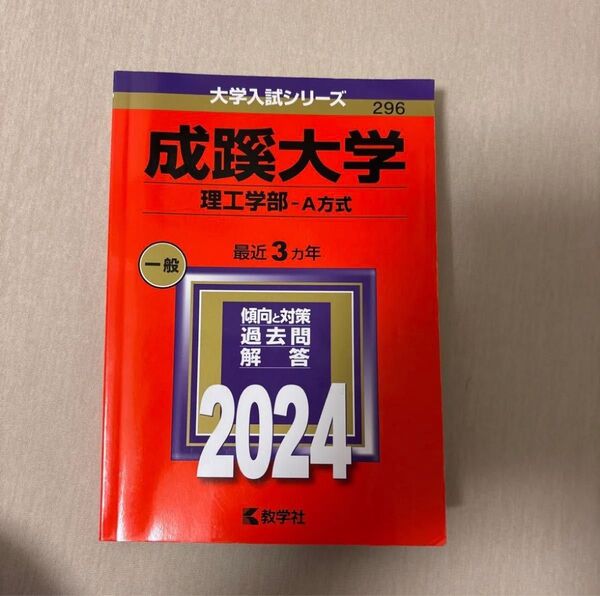 大学入試シリーズ
296
成蹊大学
理工学部-A方式
最近3ヵ年
一般
傾向と対策
過去問
解答
2024
教学社